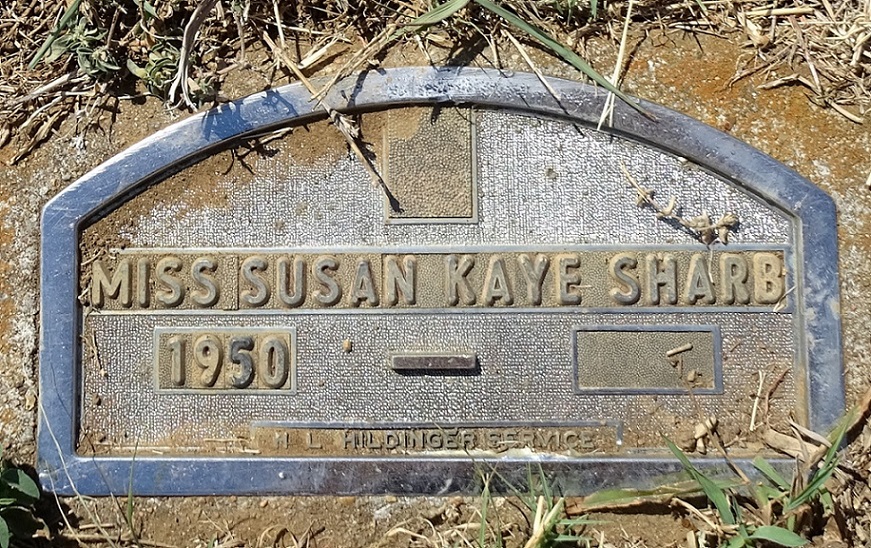 MISS SUSAN KAYE SHARB
1950 —
H L HILDINGER SERVICE